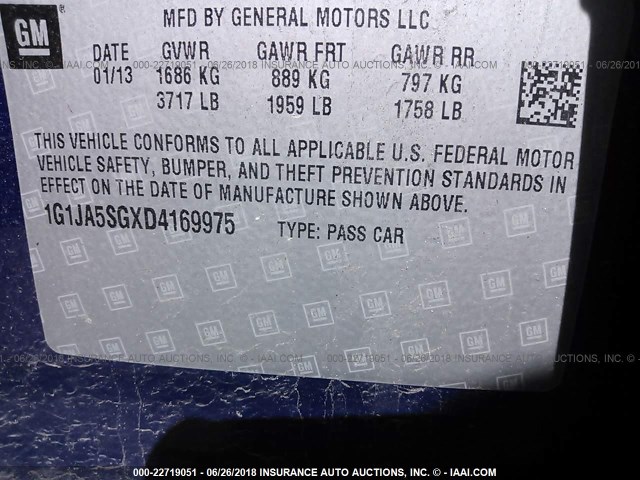 GM
MFD BY GENERAL MOTORS LLC
DATE GVWR GAWR FRT GAWR RR
01/13 1686 KG 889 KG 797 KG
3717 LB 1959 LB 1758 LB
THIS VEHICLE CONFORMS TO ALL APPLICABLE U.S. FEDERAL MOTOR
VEHICLE SAFETY, BUMPER, AND THEFT PREVENTION STANDARDS IN
EFFECT ON THE DATE OF MANUFACTURE SHOWN ABOVE.
1G1JA5SGXD4169975 TYPE: PASS CAR
000-22719051 - 06/26/2018 INSURANCE AUTO AUCTIONS, INC. © - IAAI.COM